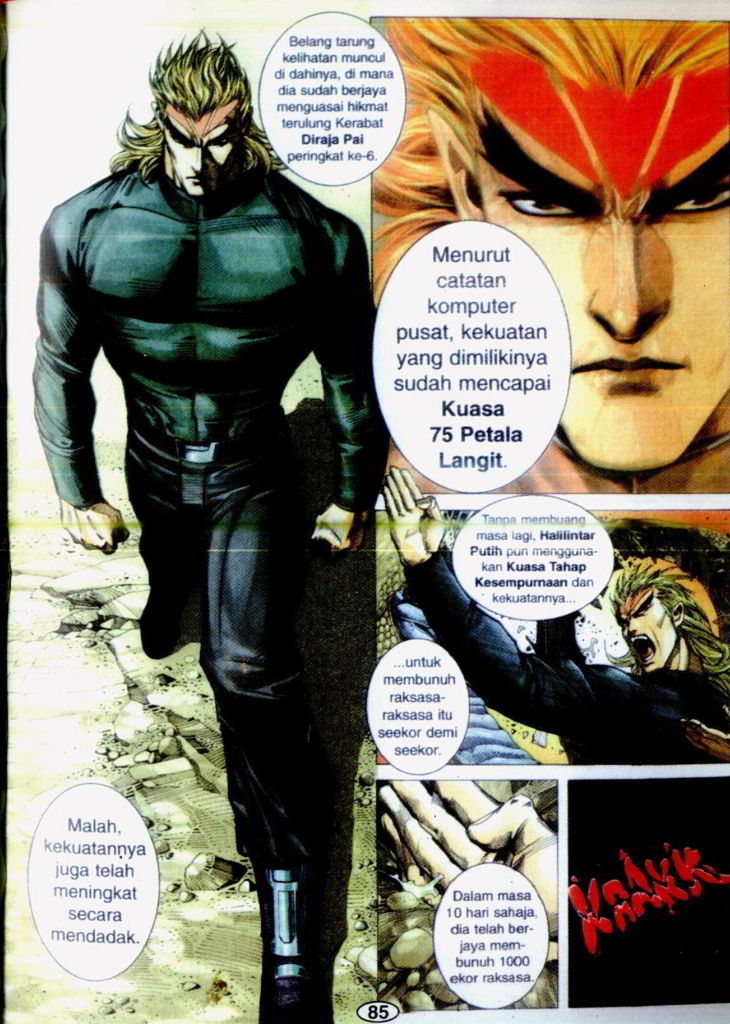 Belang tarung
kelihatan muncul
di dahinya, di mana
dia sudah berjaya
menguasai hikmat
terulung Kerabat
Diraja Pai
peringkat ke-6.
Menurut
catatan
komputer
pusat, kekuatan
yang dimilikinya
sudah mencapai
Kuasa
75 Petala
Langit.
Tanpa membuang
masa lagi, Halilintar
Putih pun mengguna-
kan Kuasa Tahap
Kesempurnaan dan
kekuatannya...
...untuk
membunuh
raksasa-
raksasa itu
seekor demi
seekor.
Malah,
kekuatannya
juga telah
meningkat
secara
mendadak.
Dalam masa
10 hari sahaja,
dia telah ber-
jaya mem-
bunuh 1000
ekor raksasa.
85